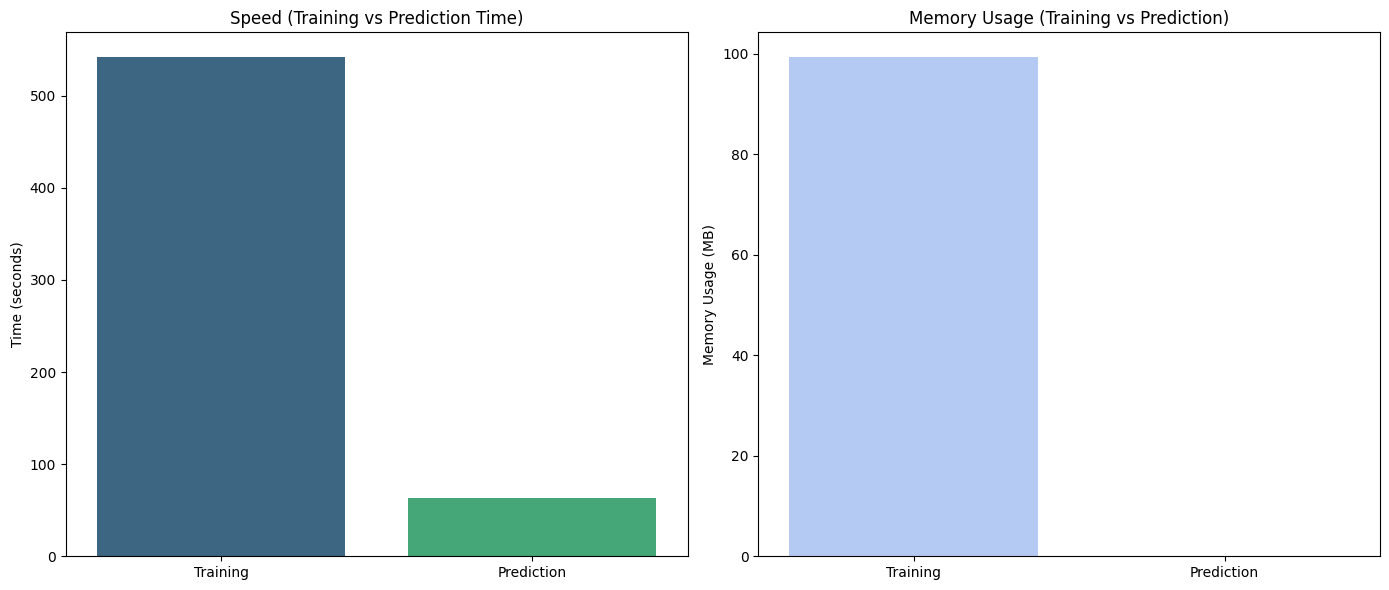 Speed (Training vs Prediction Time)
Time (seconds)
500
400
300
200
100
0
Training
Prediction
Memory Usage (Training vs Prediction)
Memory Usage (MB)
100
80
60
40
20
0
Training
Prediction